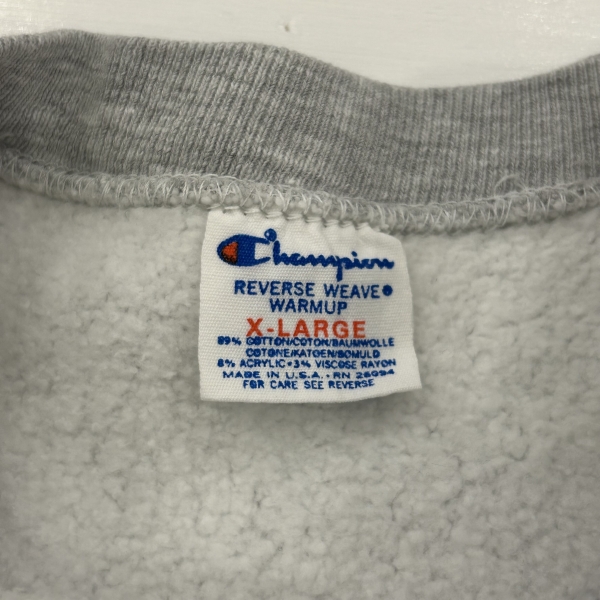 Champion
REVERSE WEAVE®
WARMUP
X-LARGE
89% COTTON/COTON/BAUMWOLLE
COTONE/KATOEN/BOMULD
8% ACRYLIC•3% VISCOSE RAYON
MADE IN U.S.A.•RN 26094
FOR CARE SEE REVERSE